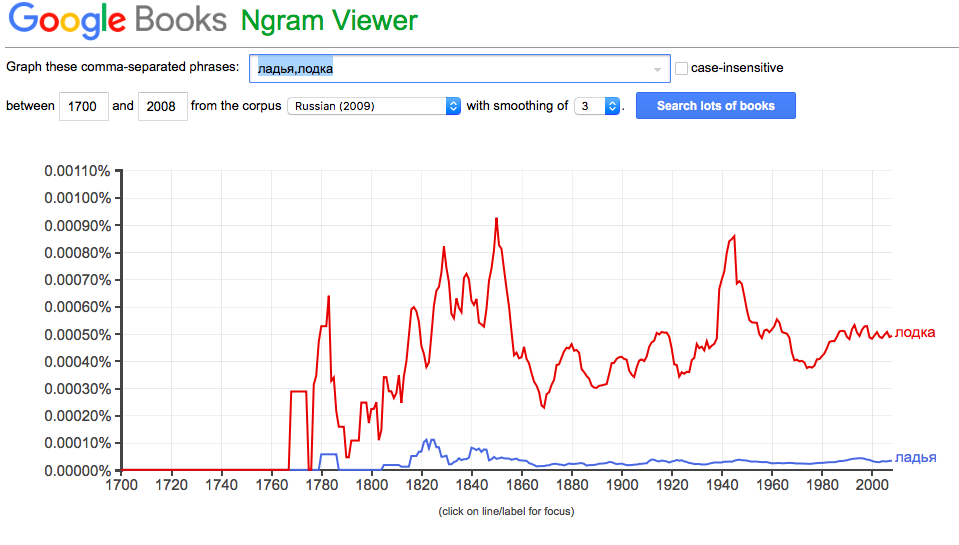 Google Books Ngram Viewer
Graph these comma-separated phrases: ладья,лодка case-insensitive
between 1700 and 2008 from the corpus Russian (2009) with smoothing of 3 . Search lots of books
0.00110%
0.00100%
0.00090%
0.00080%
0.00070%
0.00060%
0.00050%
лодка
0.00040%
0.00030%
0.00020%
0.00010%
ладья
0.00000%
1700 1720 1740 1760 1780 1800 1820 1840 1860 1880 1900 1920 1940 1960 1980 2000
(click on line/label for focus)